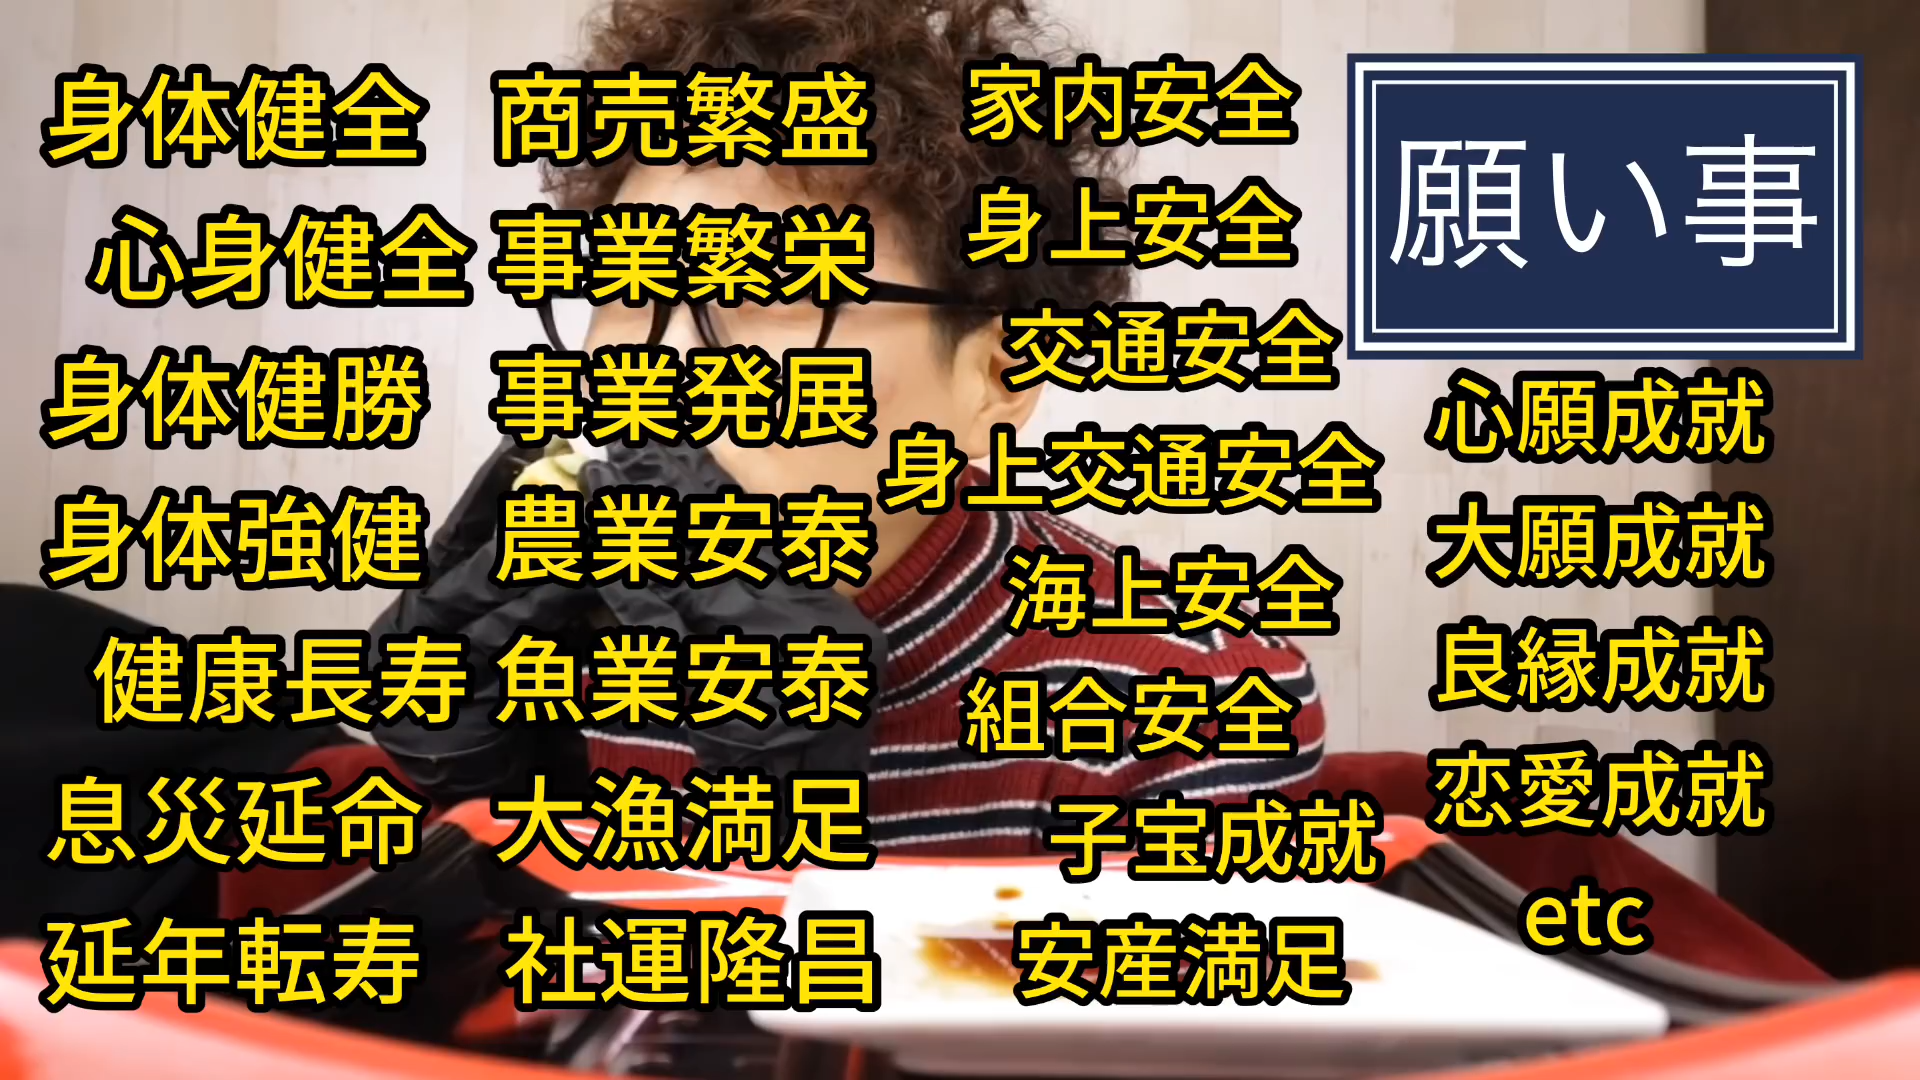 願い事
身体健全
心身健全
身体健勝
身体強健
健康長寿
息災延命
延年転寿
商売繁盛
事業繁栄
事業発展
農業安泰
魚業安泰
大漁満足
社運隆昌
家内安全
身上安全
交通安全
身上交通安全
海上安全
組合安全
子宝成就
安産満足
心願成就
大願成就
良縁成就
恋愛成就
etc